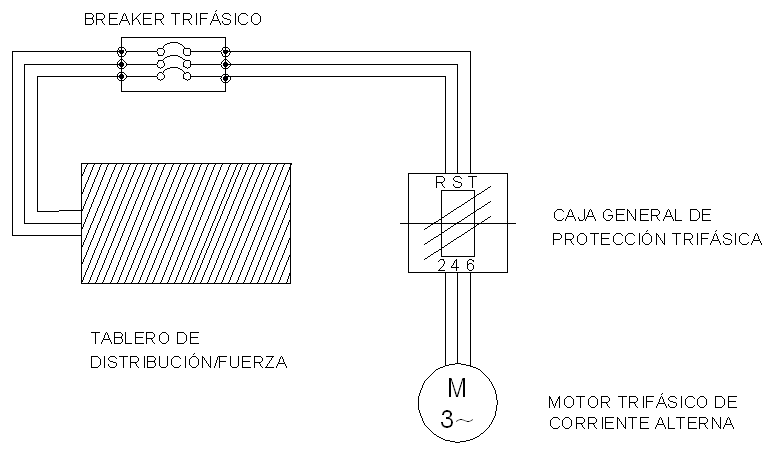 BREAKER TRIFÁSICO
R S T
CAJA GENERAL DE
PROTECCIÓN TRIFÁSICA
2 4 6
TABLERO DE
DISTRIBUCIÓN/FUERZA
M
3~
MOTOR TRIFÁSICO DE
CORRIENTE ALTERNA